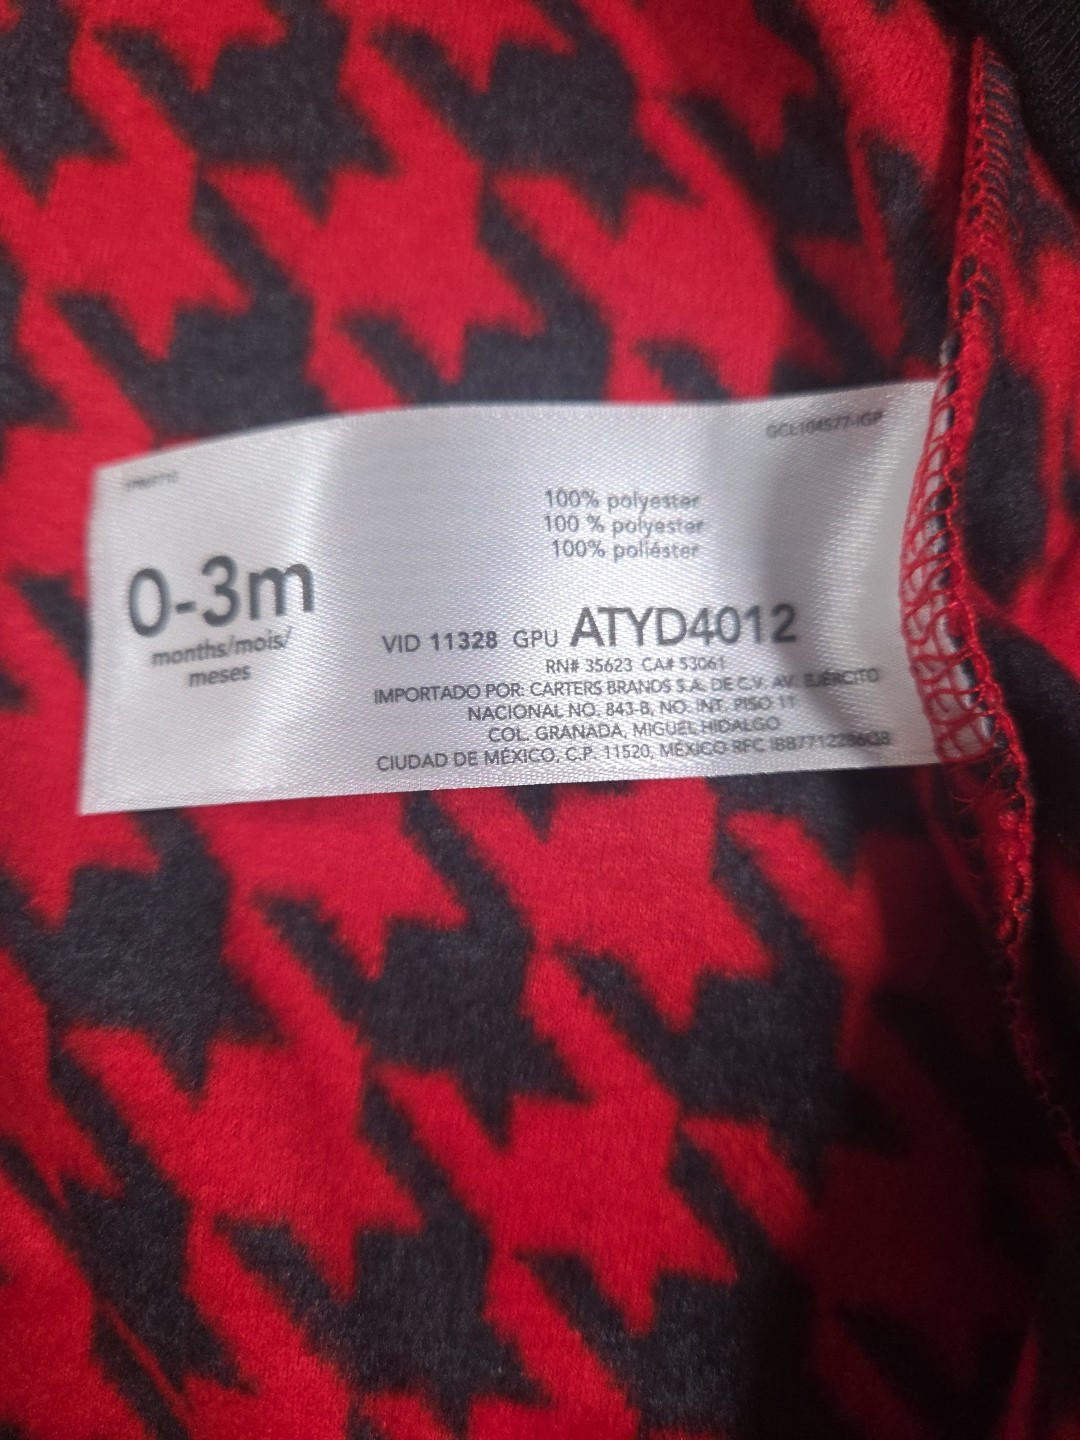 GCL104577-IGP
100% polyester
100 % polyester
100% poliéster
0-3m
months/mois/
meses
VID 11328 GPU ATYD4012
RN# 35623 CA# 53061
IMPORTADO POR: CARTERS BRANDS S.A. DE C.V. AV. EJÉRCITO
NACIONAL NO. 843-B, NO. INT. PISO 11
COL. GRANADA, MIGUEL HIDALGO
CIUDAD DE MÉXICO, C.P. 11520, MÉXICO RFC